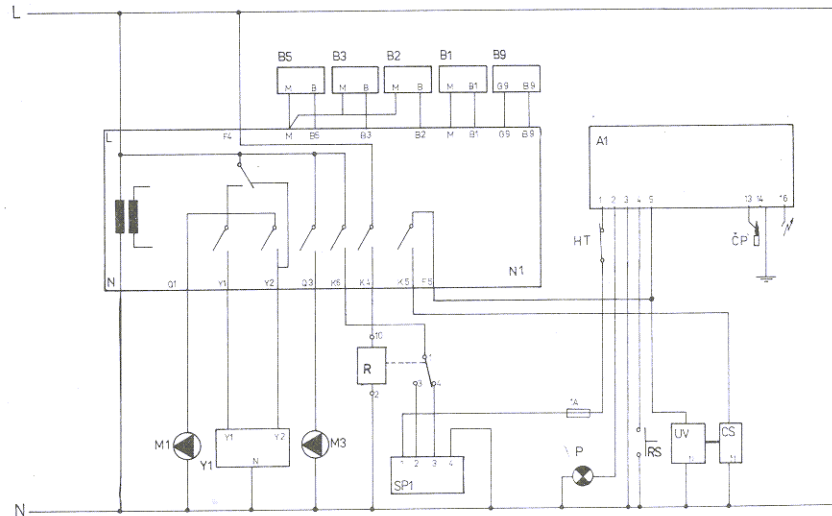 L
B5 B3 B2 B1 B9
M B M B M B M B1 G9 B9
L F4 M B5 B3 B2 M B1 G9 B9
A1
1 2 3 4 5 13 14 16
HT ČP
N1
N Q1 Y1 Y2 Q3 K6 K4 K5 F5
10
R 1
2 3 4
1A
M1 Y1 Y2 M3
Y1 N
1 2 3 4
SP1
P RS UV CS
N N
N